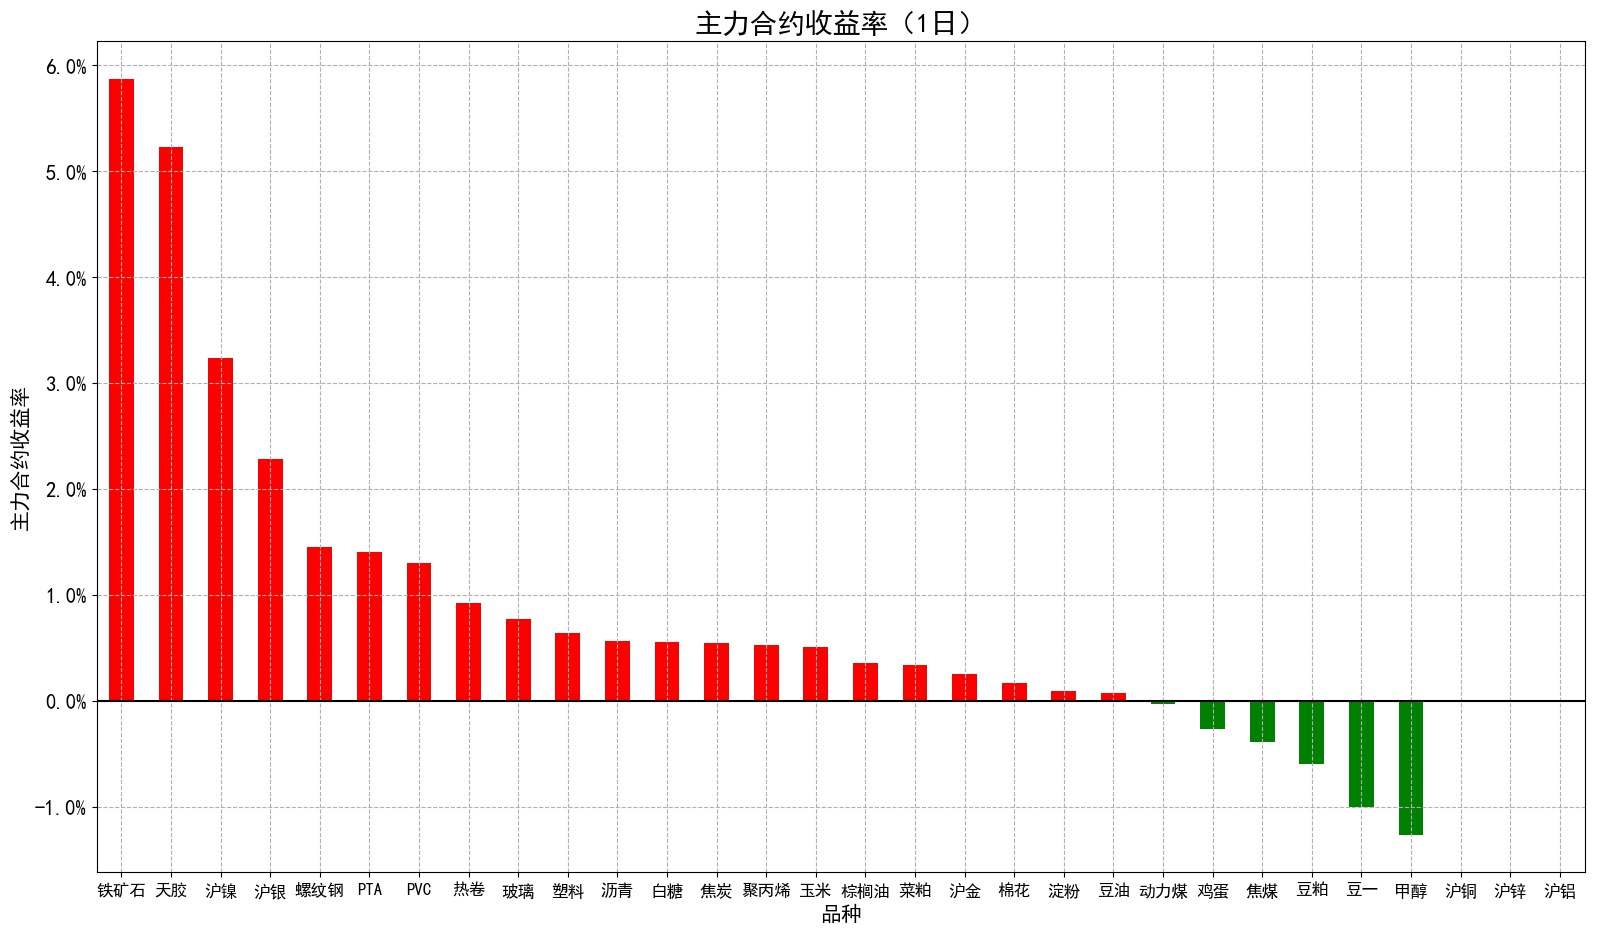 主力合约收益率（1日）
6.0%
5.0%
4.0%
3.0%
2.0%
1.0%
0.0%
−1.0%
主力合约收益率
铁矿石 天胶 沪镍 沪银 螺纹钢 PTA PVC 热卷 玻璃 塑料 沥青 白糖 焦炭 聚丙烯 玉米 棕榈油 菜粕 沪金 棉花 淀粉 豆油 动力煤 鸡蛋 焦煤 豆粕 豆一 甲醇 沪铜 沪锌 沪铝
品种